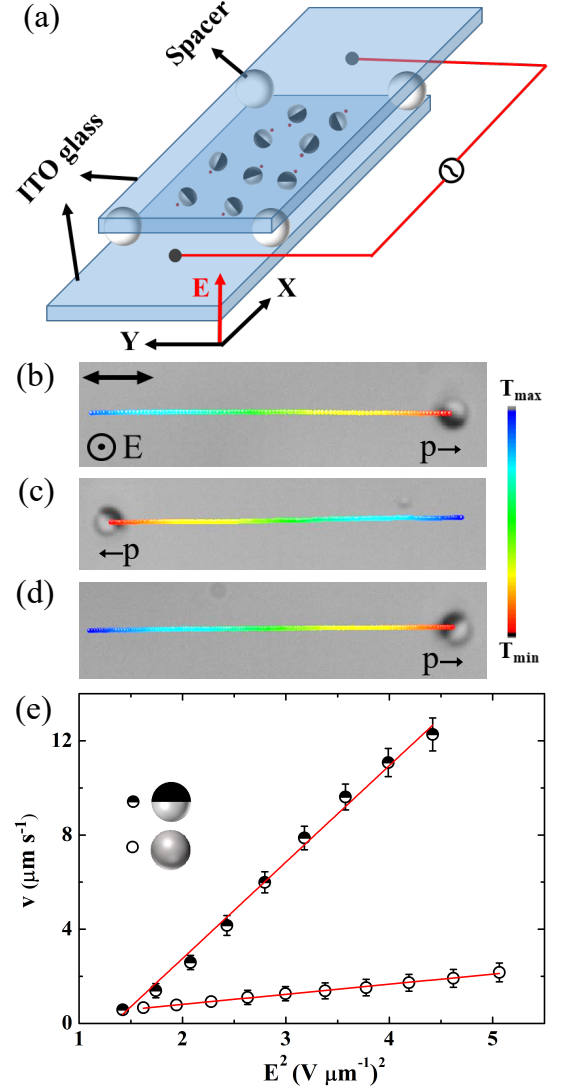 (a)
Spacer
ITO glass
E
X
Y
(b)
E
p→
T_max
(c)
←p
(d)
p→
T_min
(e)
12
8
4
0
v (μm s⁻¹)
1 2 3 4 5
E² (V μm⁻¹)²